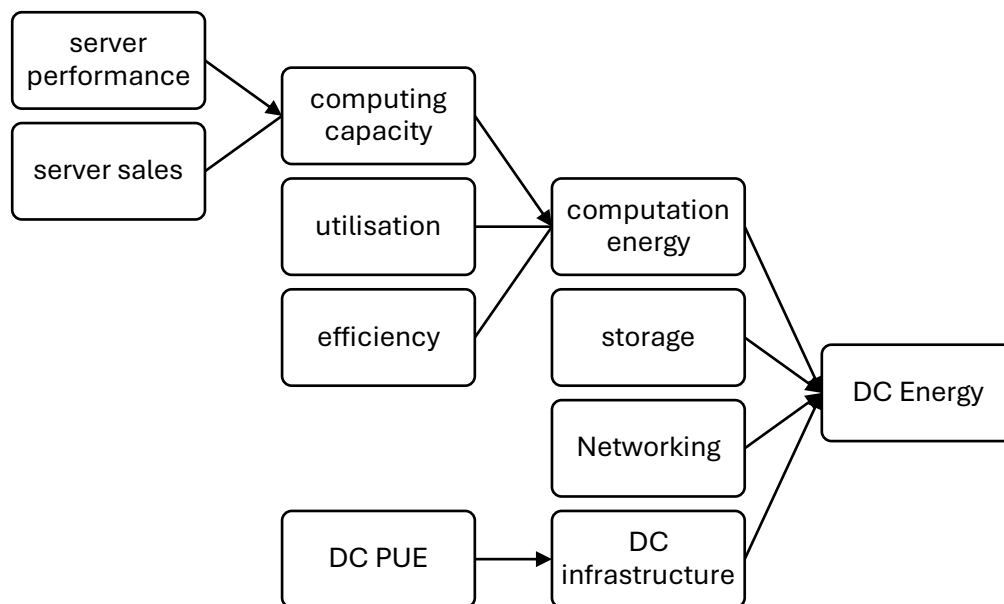 server
performance
server sales
computing
capacity
utilisation
efficiency
computation
energy
storage
Networking
DC PUE
DC
infrastructure
DC Energy